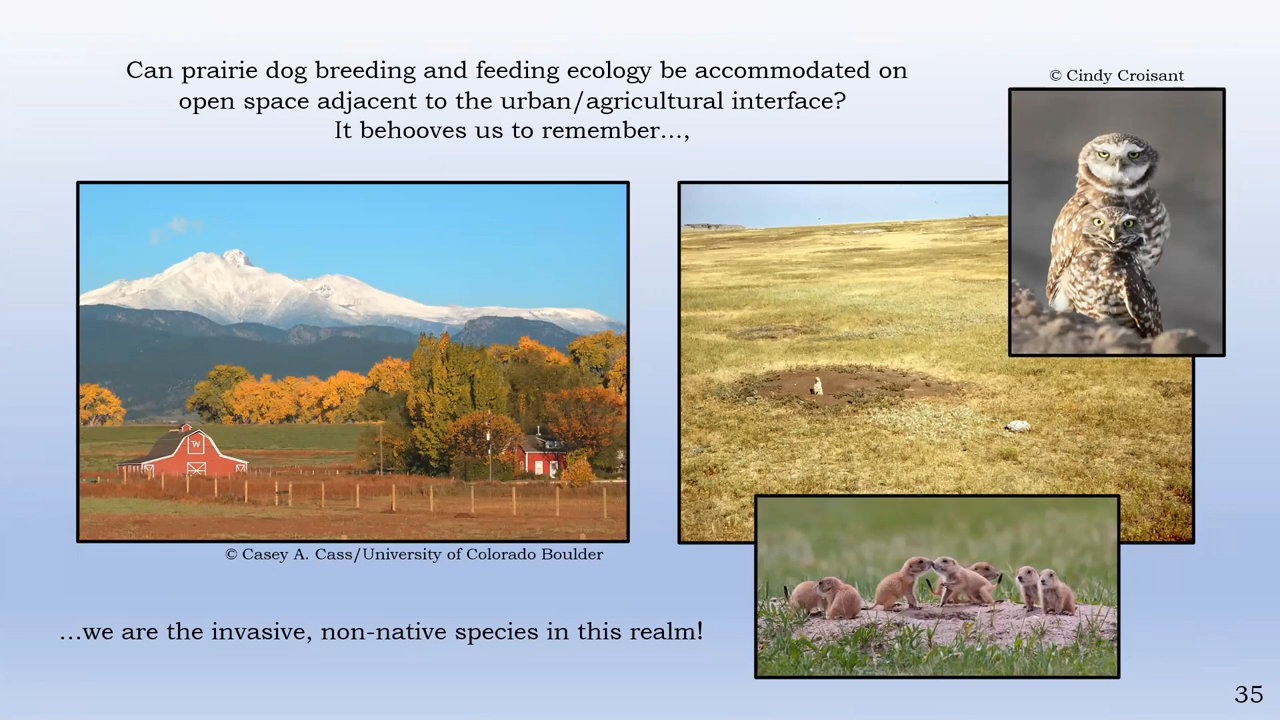 Can prairie dog breeding and feeding ecology be accommodated on
open space adjacent to the urban/agricultural interface?
It behooves us to remember...,
© Cindy Croisant
W
© Casey A. Cass/University of Colorado Boulder
...we are the invasive, non-native species in this realm!
35